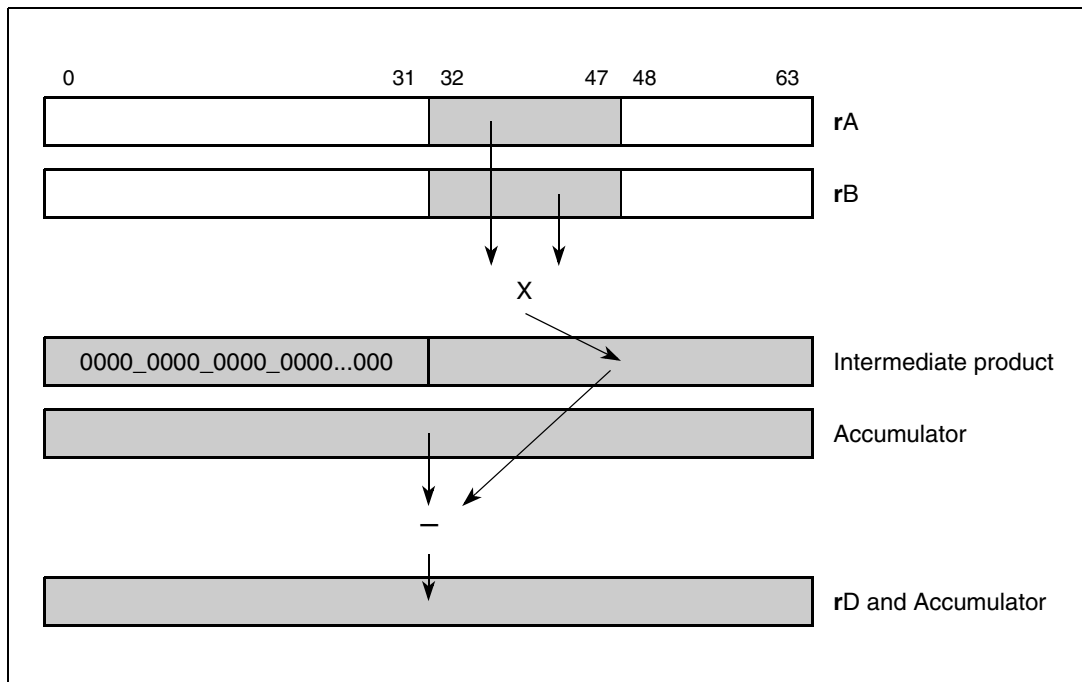 0 31 32 47 48 63
rA
rB
X
0000_0000_0000_0000...000 Intermediate product
Accumulator
–
rD and Accumulator